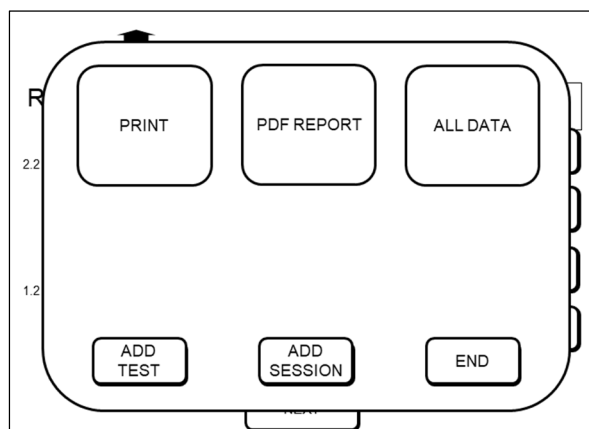 R
PRINT
PDF REPORT
ALL DATA
2.2
1.2
ADD
TEST
ADD
SESSION
END